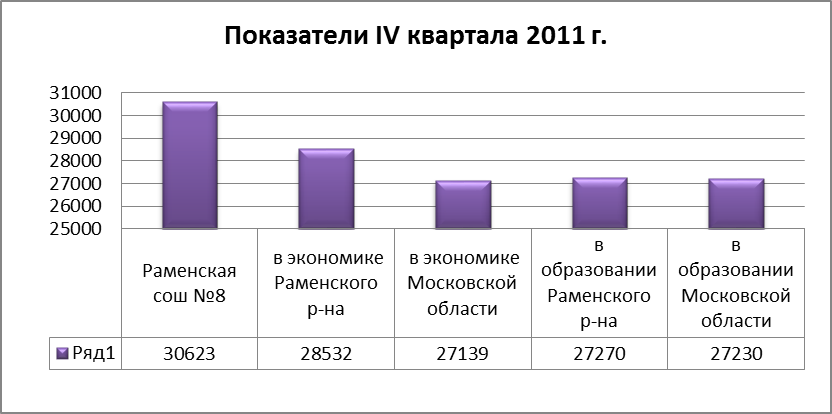 Показатели IV квартала 2011 г.
31000
30000
29000
28000
27000
26000
25000
Раменская
сош №8
в экономике
Раменского
р-на
в экономике
Московской
области
в
образовании
Раменского
р-на
в
образовании
Московской
области
Ряд1 30623 28532 27139 27270 27230